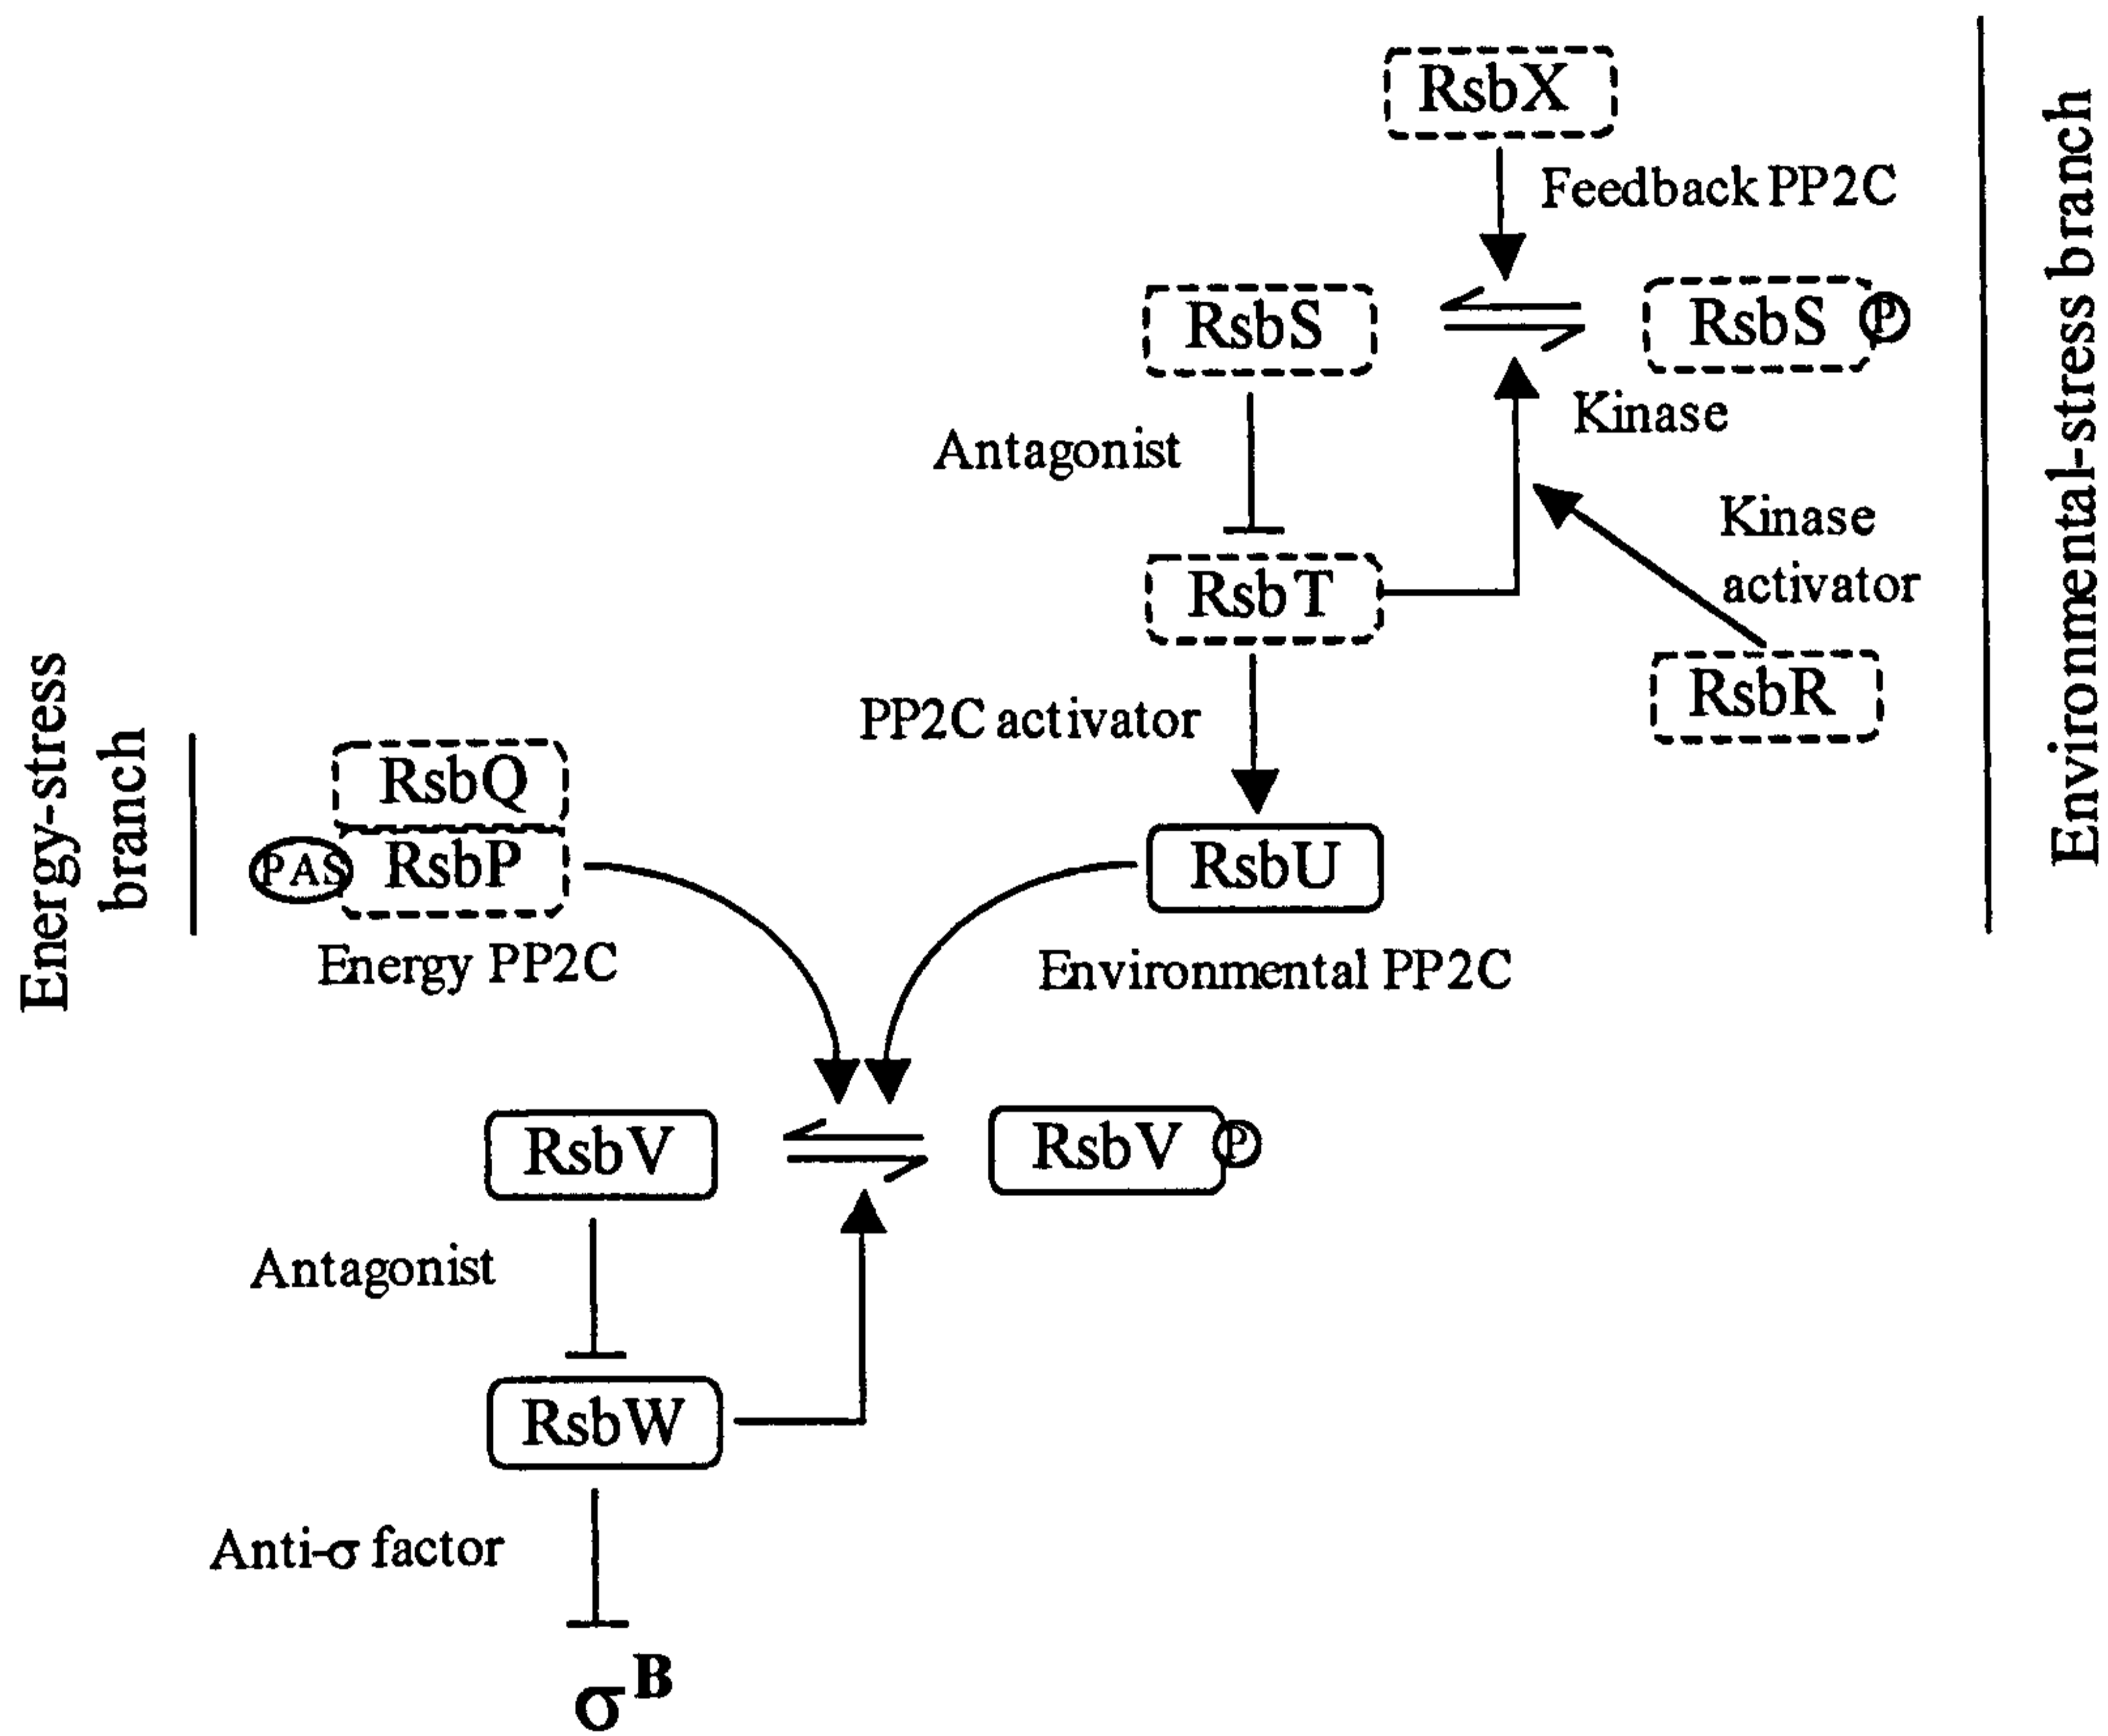 RsbX
Feedback PP2C
RsbS
RsbS P
Kinase
Antagonist
Kinase
activator
RsbT
RsbR
PP2C activator
RsbQ
PAS RsbP
RsbU
Energy PP2C
Environmental PP2C
RsbV
RsbV P
Antagonist
RsbW
Anti-σ factor
σB
Energy-stress
branch
Environmental-stress branch